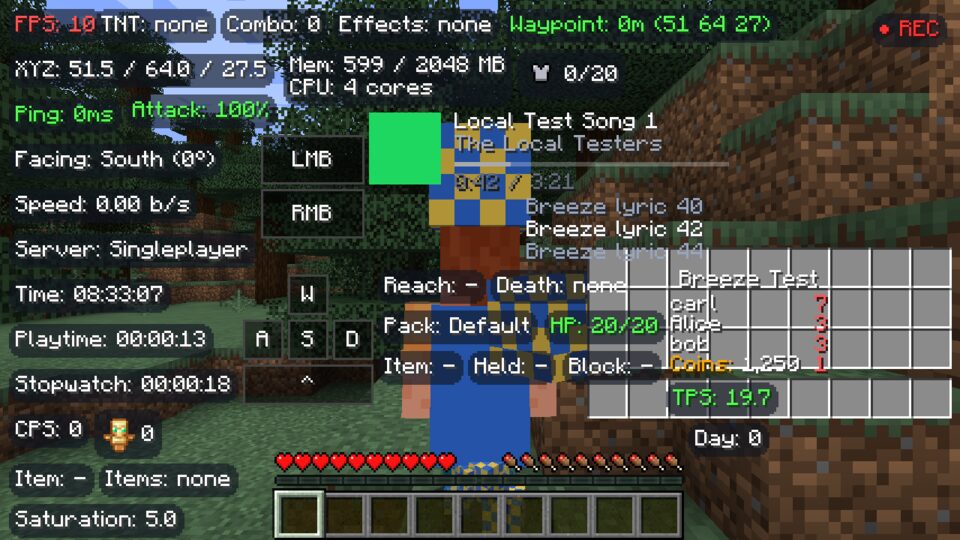 FPS: 10 TNT: none Combo: 0 Effects: none Waypoint: 0m (51 64 27) ● REC
XYZ: 51.5 / 64.0 / 27.5 Mem: 599 / 2048 MB 0/20
CPU: 4 cores
Ping: 0ms Attack: 100%
Local Test Song 1
The Local Testers
0:42 / 3:21
Facing: South (0°) LMB
Speed: 0.00 b/s RMB
Breeze lyric 40
Breeze lyric 42
Breeze lyric 44
Server: Singleplayer
Time: 08:33:07 W
Reach: - Death: none
Breeze Test
carl 7
Alice 3
bob 3
Coins: 1,250 1
Playtime: 00:00:13 A S D
Pack: Default HP: 20/20
Stopwatch: 00:00:18 ^
Item: - Held: - Block: -
TPS: 19.7
CPS: 0 0
Day: 0
Item: - Items: none
Saturation: 5.0